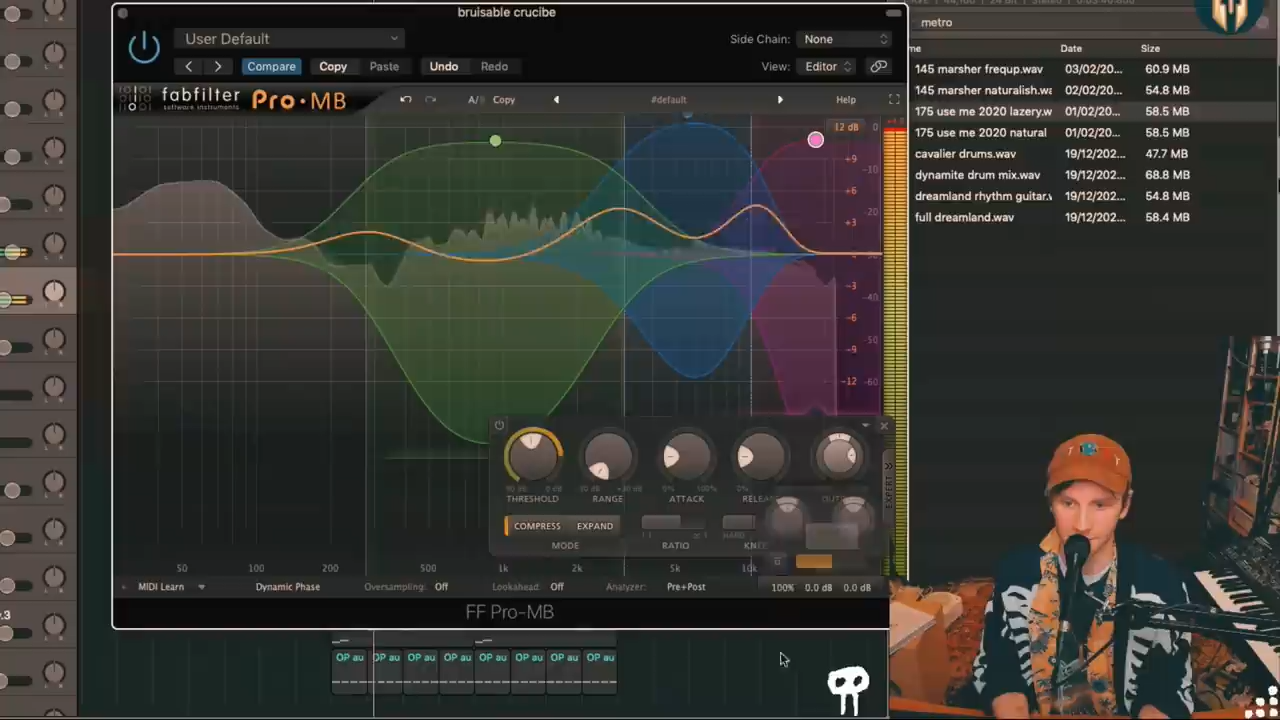 bruisable crucibe
User Default
Side Chain: None
Compare Copy Paste Undo Redo
View: Editor
fabfilter
software instruments
Pro·MB
A/ Copy
#default
Help
12 dB 0
+9 -10
+6
+3 -20
-3
-40
-6
-9
-12 -60
THRESHOLD RANGE ATTACK
EXPERT
COMPRESS EXPAND
MODE RATIO
HARD
50 100 200 500 1k 2k 5k 10k
MIDI Learn Dynamic Phase Oversampling: Off Lookahead: Off Analyzer: Pre+Post 100% 0.0 dB 0.0 dB
FF Pro-MB
OP au OP au OP au OP au OP au OP au OP au OP au
metro
me Date Size
145 marsher frequp.wav 03/02/20... 60.9 MB
145 marsher naturalish.wa 02/02/20... 54.8 MB
175 use me 2020 lazery.w 01/02/20... 58.5 MB
175 use me 2020 natural 01/02/20... 58.5 MB
cavalier drums.wav 19/12/202... 47.7 MB
dynamite drum mix.wav 19/12/202... 68.8 MB
dreamland rhythm guitar.v 19/12/202... 54.8 MB
full dreamland.wav 19/12/202... 58.4 MB